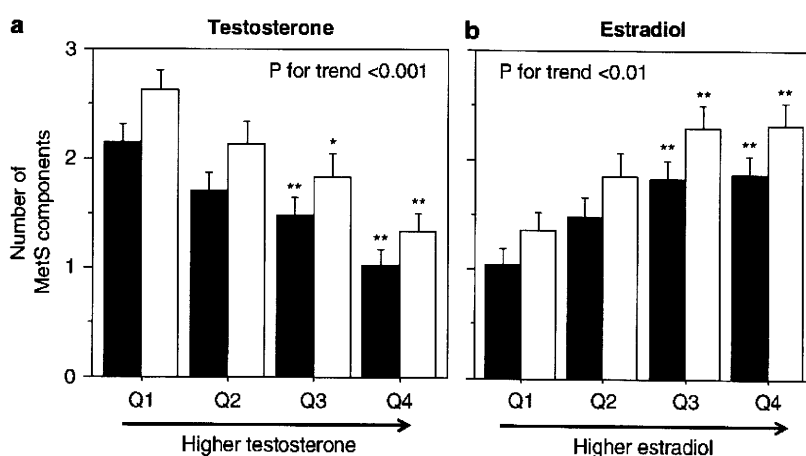 a
Testosterone
b
Estradiol
3
2
1
0
Number of
MetS components
P for trend <0.001
P for trend <0.01
**
*
**
**
**
**
**
**
Q1
Q2
Q3
Q4
Q1
Q2
Q3
Q4
Higher testosterone
Higher estradiol